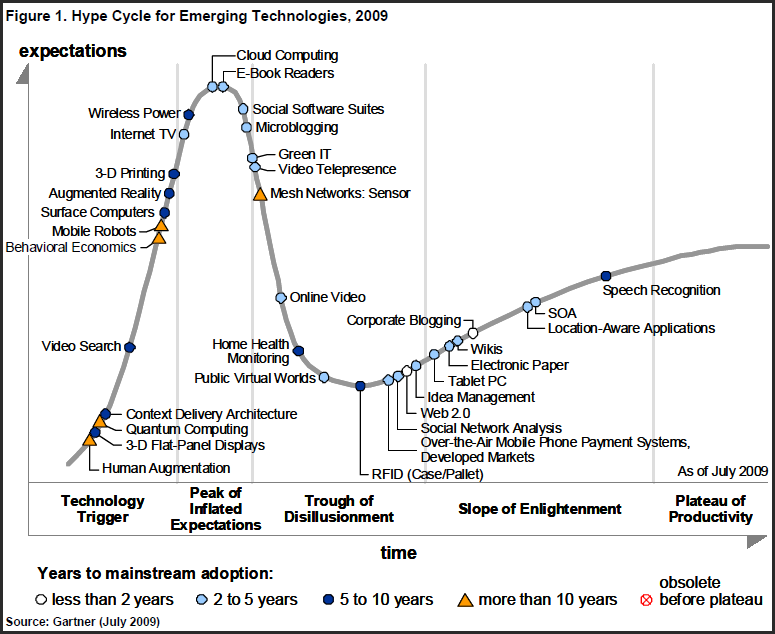 Figure 1. Hype Cycle for Emerging Technologies, 2009
expectations
Cloud Computing
E-Book Readers
Wireless Power
Social Software Suites
Internet TV
Microblogging
Green IT
3-D Printing
Video Telepresence
Augmented Reality
Mesh Networks: Sensor
Surface Computers
Mobile Robots
Behavioral Economics
Online Video
Speech Recognition
SOA
Corporate Blogging
Location-Aware Applications
Video Search
Home Health
Monitoring
Wikis
Electronic Paper
Public Virtual Worlds
Tablet PC
Idea Management
Context Delivery Architecture
Web 2.0
Quantum Computing
Social Network Analysis
3-D Flat-Panel Displays
Over-the-Air Mobile Phone Payment Systems,
Developed Markets
Human Augmentation
RFID (Case/Pallet)
As of July 2009
Technology
Trigger
Peak of
Inflated
Expectations
Trough of
Disillusionment
Slope of Enlightenment
Plateau of
Productivity
time
Years to mainstream adoption:
less than 2 years
2 to 5 years
5 to 10 years
more than 10 years
obsolete
before plateau
Source: Gartner (July 2009)